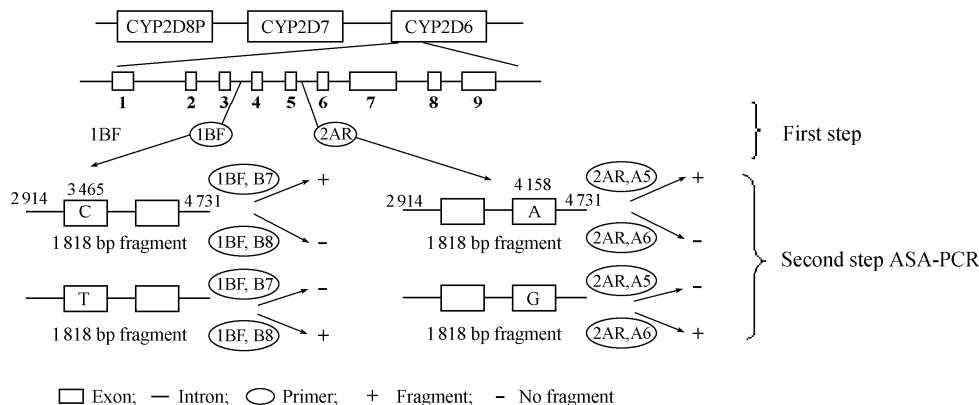 CYP2D8P CYP2D7 CYP2D6
1 2 3 4 5 6 7 8 9
1BF 1BF 2AR First step
2 914 3 465 4 731 1BF, B7 +
C
1 818 bp fragment 1BF, B8 -
2 914 4 158 4 731 2AR,A5 +
A
1 818 bp fragment 2AR,A6 -
Second step ASA-PCR
T 1BF, B7 -
1 818 bp fragment 1BF, B8 +
G 2AR,A5 -
1 818 bp fragment 2AR,A6 +
Exon; Intron; Primer; + Fragment; - No fragment